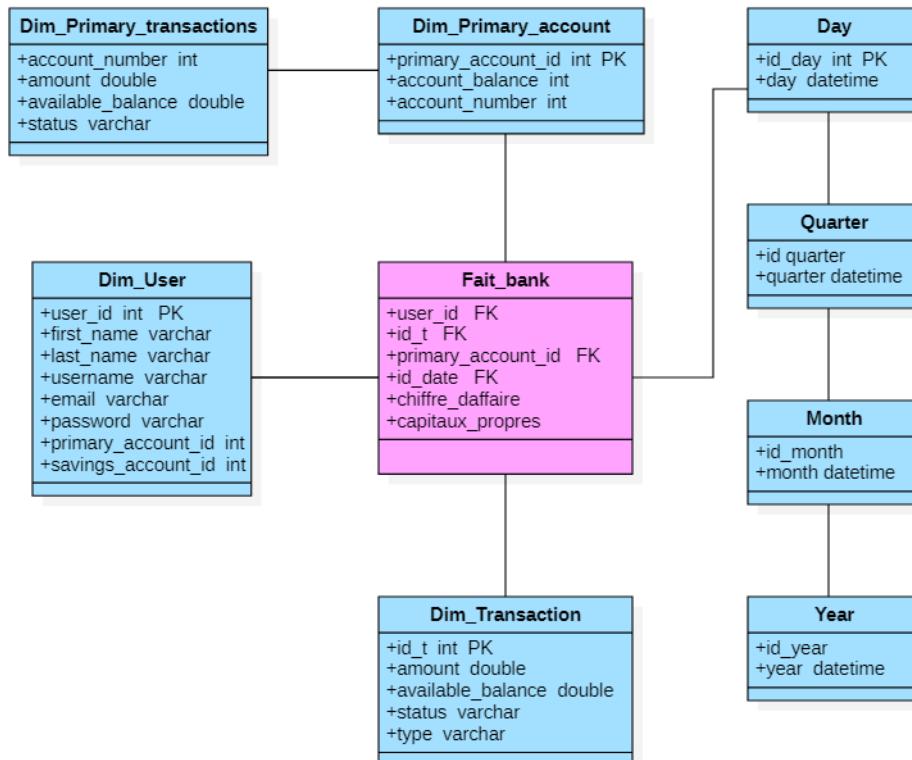 Dim_Primary_transactions
+account_number int
+amount double
+available_balance double
+status varchar
Dim_Primary_account
+primary_account_id int PK
+account_balance int
+account_number int
Day
+id_day int PK
+day datetime
Quarter
+id quarter
+quarter datetime
Dim_User
+user_id int PK
+first_name varchar
+last_name varchar
+username varchar
+email varchar
+password varchar
+primary_account_id int
+savings_account_id int
Fait_bank
+user_id FK
+id_t FK
+primary_account_id FK
+id_date FK
+chiffre_daffaire
+capitaux_propres
Month
+id_month
+month datetime
Dim_Transaction
+id_t int PK
+amount double
+available_balance double
+status varchar
+type varchar
Year
+id_year
+year datetime